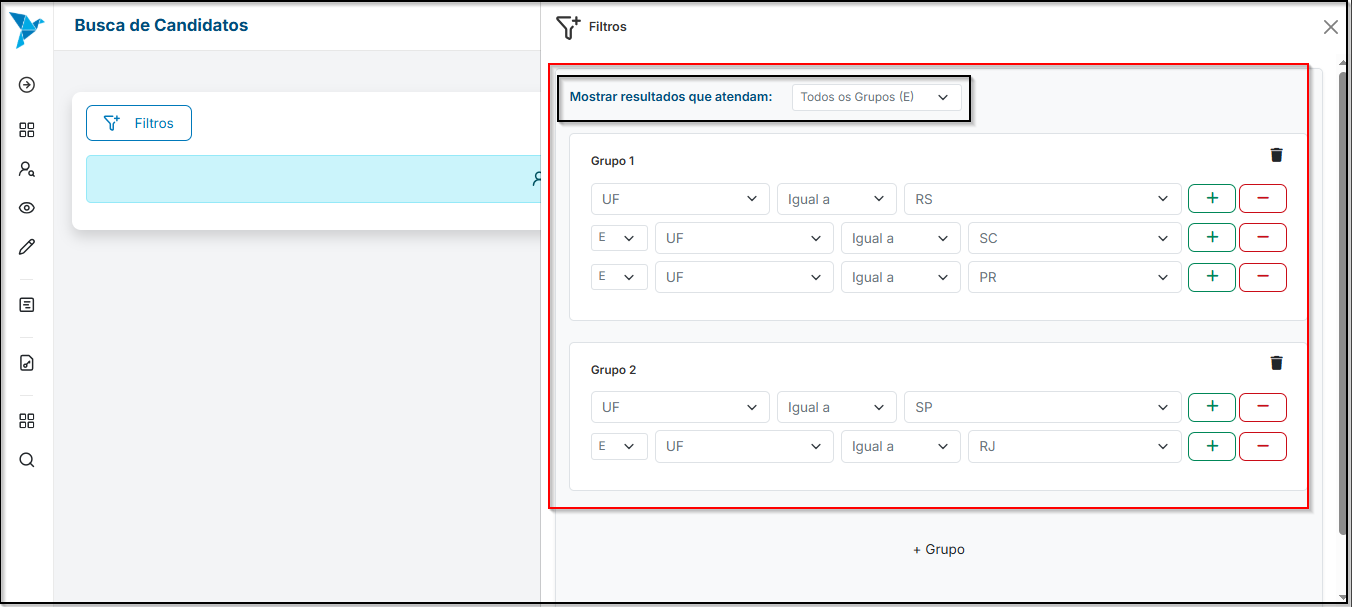 Busca de Candidatos
Filtros
Filtros
Mostrar resultados que atendam: Todos os Grupos (E)
Grupo 1
UF Igual a RS + −
E UF Igual a SC + −
E UF Igual a PR + −
Grupo 2
UF Igual a SP + −
E UF Igual a RJ + −
+ Grupo